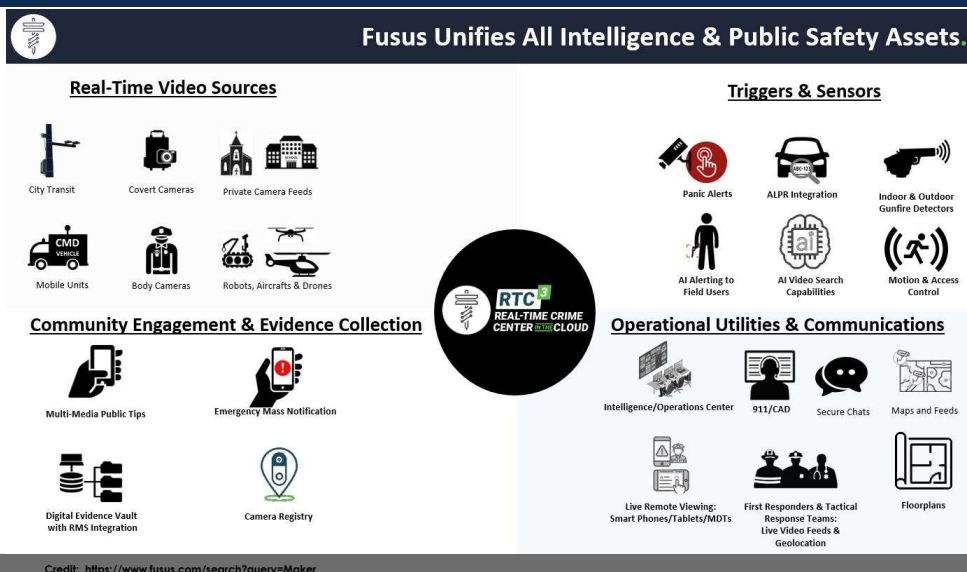 Fusus Unifies All Intelligence & Public Safety Assets.
Real-Time Video Sources
City Transit
Covert Cameras
Private Camera Feeds
SCHOOL
CMD
VEHICLE
Mobile Units
Body Cameras
Robots, Aircrafts & Drones
Triggers & Sensors
Panic Alerts
ABC-123
ALPR Integration
Indoor & Outdoor
Gunfire Detectors
AI Alerting to
Field Users
ai
AI Video Search
Capabilities
Motion & Access
Control
RTC3
REAL-TIME CRIME
CENTER IN THE CLOUD
Community Engagement & Evidence Collection
Multi-Media Public Tips
Emergency Mass Notification
Digital Evidence Vault
with RMS Integration
Camera Registry
Operational Utilities & Communications
Intelligence/Operations Center
911/CAD
Secure Chats
Maps and Feeds
Live Remote Viewing:
Smart Phones/Tablets/MDTs
First Responders & Tactical
Response Teams:
Live Video Feeds &
Geolocation
Floorplans
Credit: https://www.fusus.com/search?query=Maker